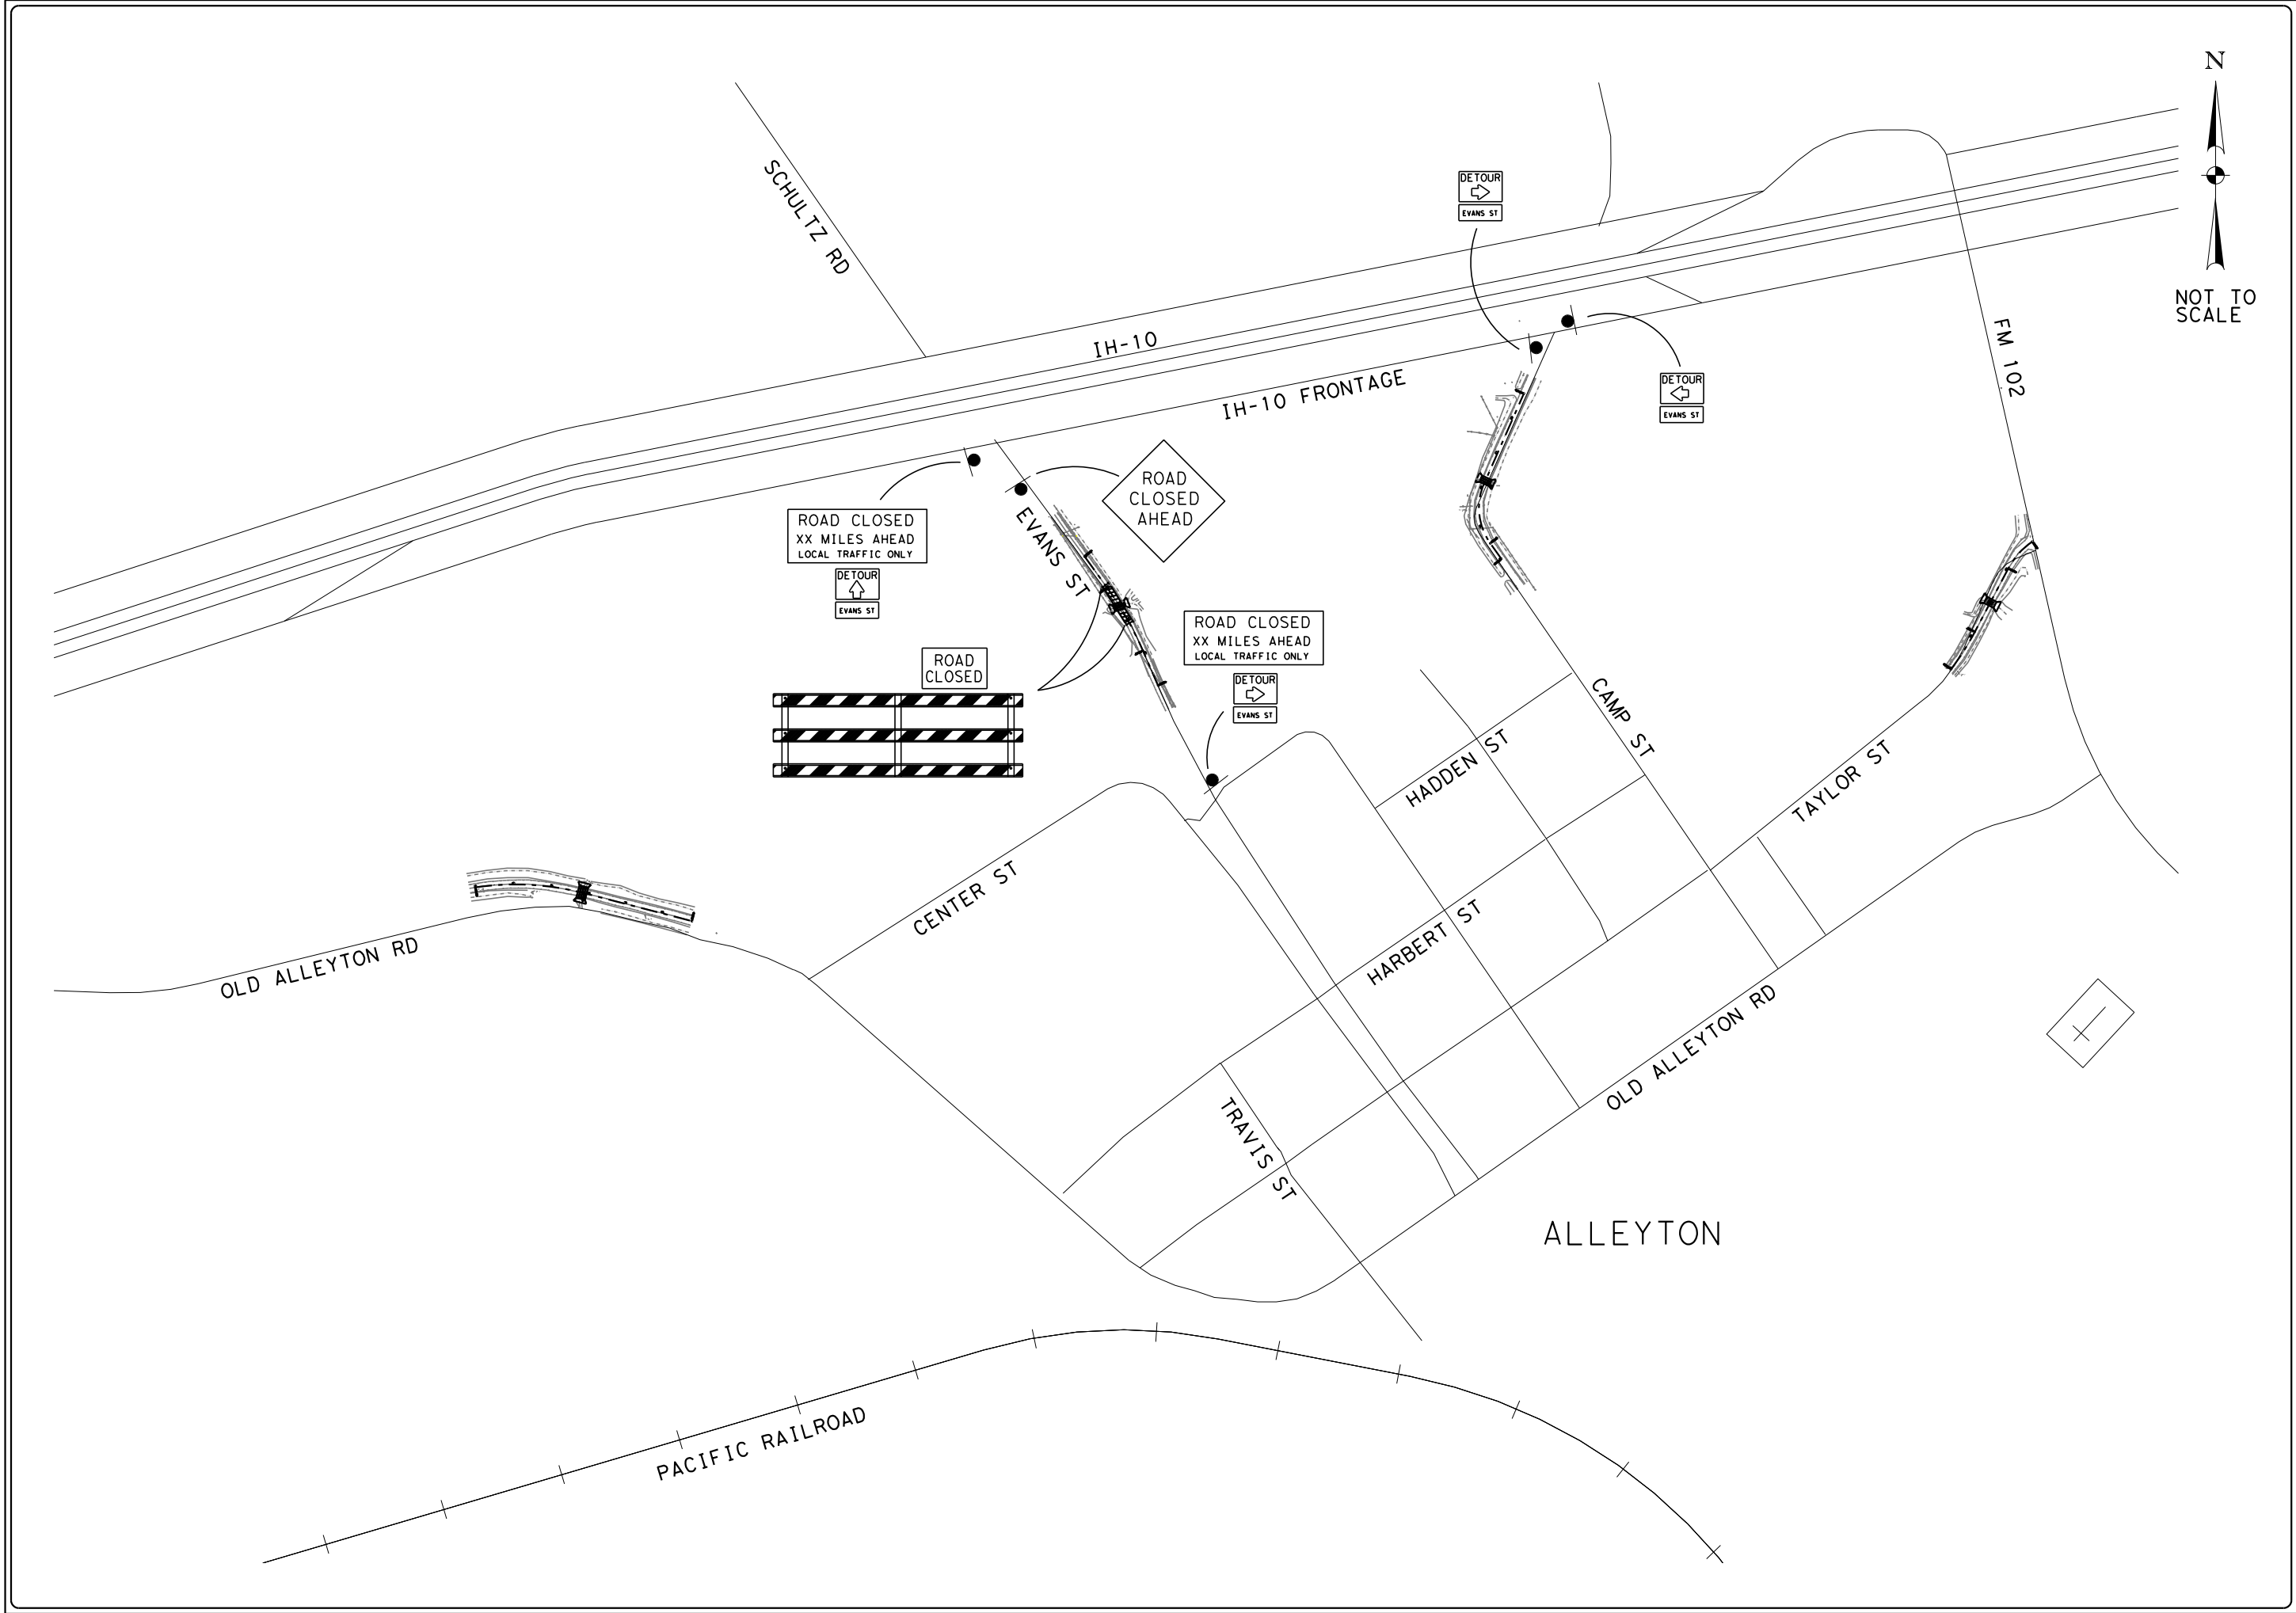 N
NOT TO
SCALE
SCHULTZ RD
DETOUR
EVANS ST
IH-10
IH-10 FRONTAGE
FM 102
DETOUR
EVANS ST
ROAD
CLOSED
AHEAD
EVANS ST
ROAD CLOSED
XX MILES AHEAD
LOCAL TRAFFIC ONLY
DETOUR
EVANS ST
ROAD CLOSED
XX MILES AHEAD
LOCAL TRAFFIC ONLY
DETOUR
EVANS ST
ROAD
CLOSED
CAMP ST
HADDEN ST
TAYLOR ST
CENTER ST
HARBERT ST
OLD ALLEYTON RD
OLD ALLEYTON RD
TRAVIS ST
ALLEYTON
PACIFIC RAILROAD